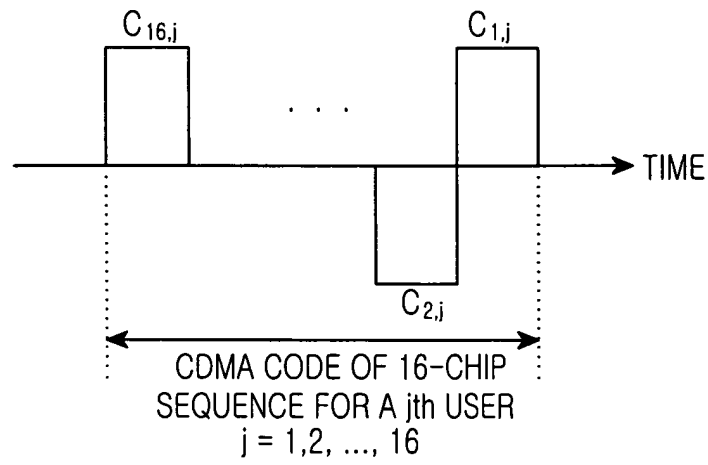 C16,j
C1,j
. . .
TIME
C2,j
CDMA CODE OF 16-CHIP
SEQUENCE FOR A jth USER
j = 1,2, ..., 16